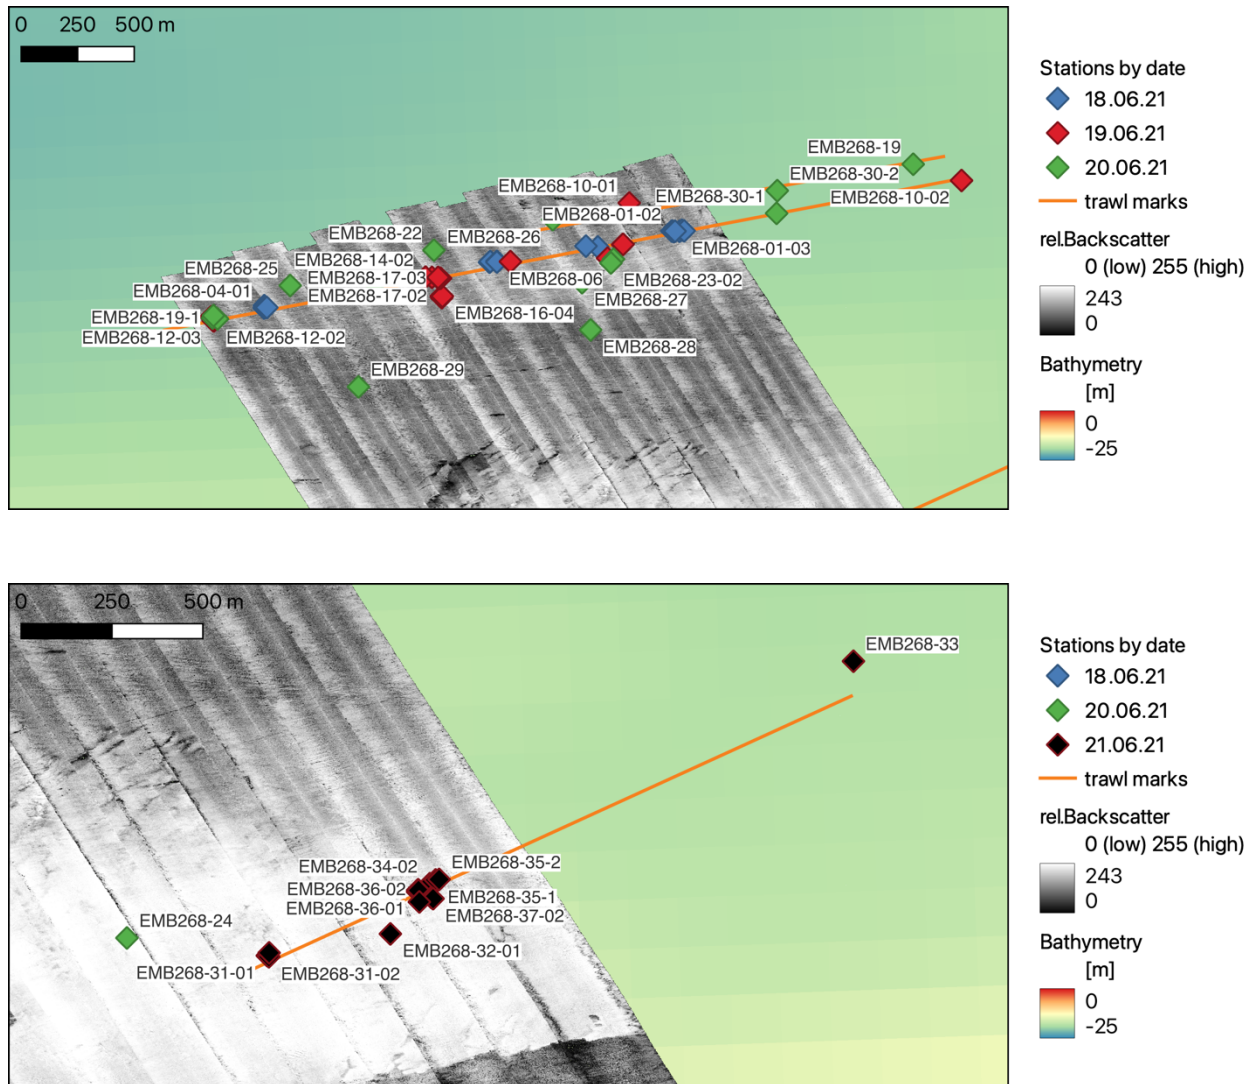 0 250 500 m
Stations by date
18.06.21
19.06.21
20.06.21
trawl marks
rel.Backscatter
0 (low) 255 (high)
243
0
Bathymetry
[m]
0
-25
EMB268-19
EMB268-30-2
EMB268-10-01
EMB268-30-1
EMB268-10-02
EMB268-01-02
EMB268-22
EMB268-26
EMB268-01-03
EMB268-14-02
EMB268-25
EMB268-17-03
EMB268-06
EMB268-23-02
EMB268-04-01
EMB268-17-02
EMB268-27
EMB268-19-1
EMB268-16-04
EMB268-12-03
EMB268-12-02
EMB268-28
EMB268-29
0 250 500 m
Stations by date
18.06.21
20.06.21
21.06.21
trawl marks
rel.Backscatter
0 (low) 255 (high)
243
0
Bathymetry
[m]
0
-25
EMB268-33
EMB268-34-02
EMB268-35-2
EMB268-36-02
EMB268-35-1
EMB268-36-01
EMB268-37-02
EMB268-24
EMB268-32-01
EMB268-31-01
EMB268-31-02